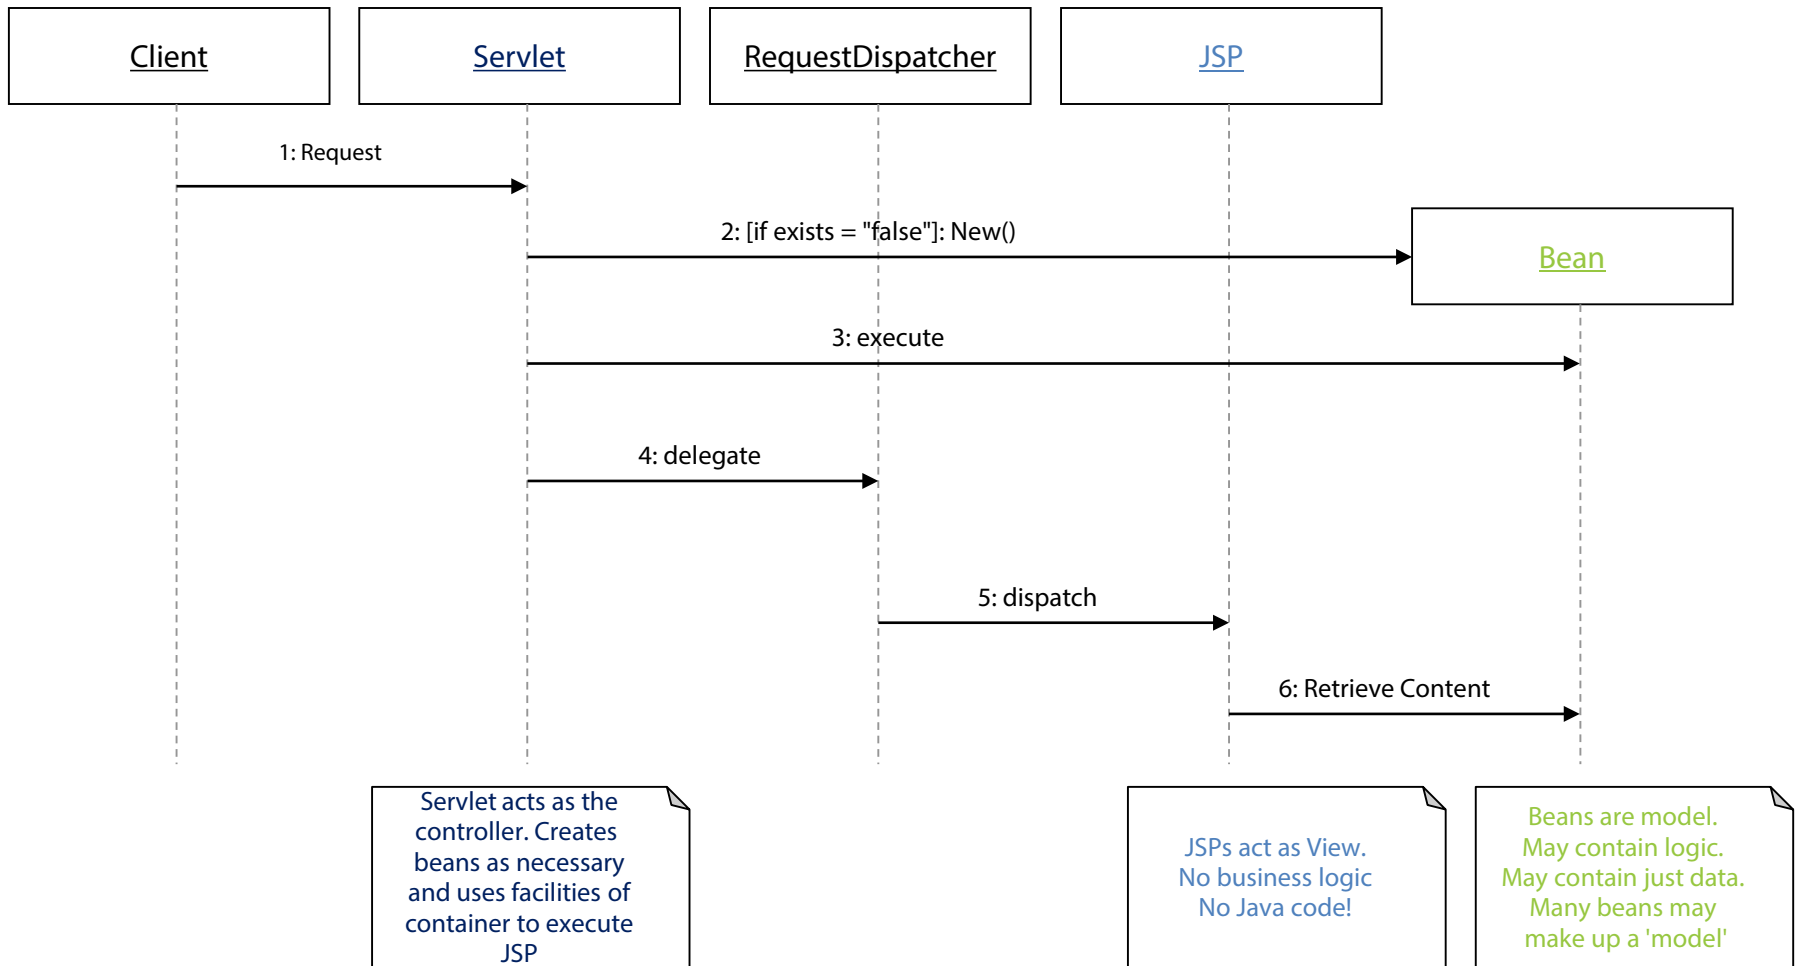 Client
Servlet
RequestDispatcher
JSP
1: Request
2: [if exists = "false"]: New()
Bean
3: execute
4: delegate
5: dispatch
6: Retrieve Content
Servlet acts as the
controller. Creates
beans as necessary
and uses facilities of
container to execute
JSP
JSPs act as View.
No business logic
No Java code!
Beans are model.
May contain logic.
May contain just data.
Many beans may
make up a 'model'